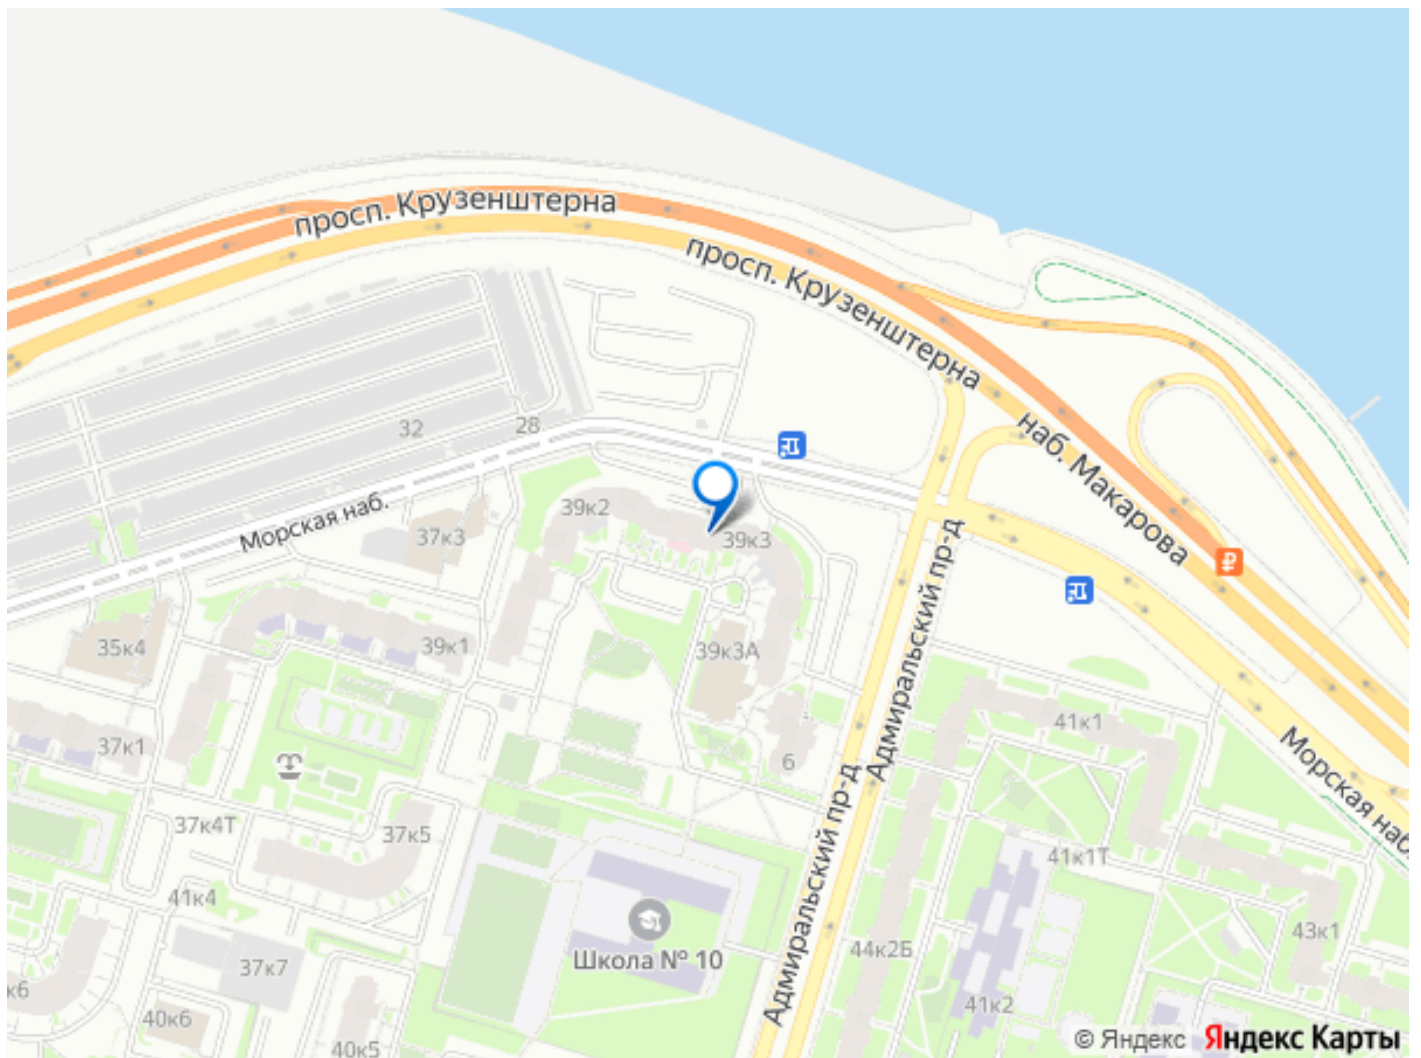 просп. Крузенштерна
просп. Крузенштерна
наб. Макарова
32
28
Морская наб.
39к2
37к3
39к3
Адмиральский пр-д
35к4
39к1
39к3А
41к1
37к1
6
Морская наб.
37к4Т
37к5
Адмиральский пр-д
41к1Т
41к4
43к1
44к2Б
Школа № 10
37к7
к6
41к2
40к6
40к5
© Яндекс Яндекс Карты